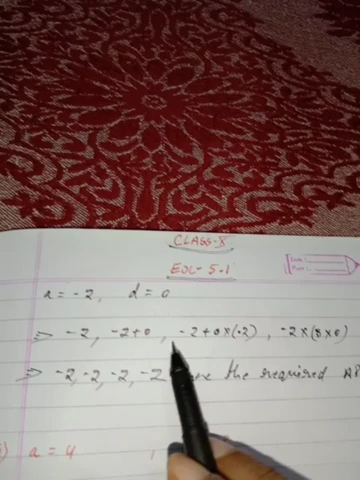 CLASS-X
EX- 5.1
a = -2, d = 0
⇒ -2, -2+0, -2+0×(-2), -2×(3×0)
⇒ -2, -2, -2, -2 are the required AP
) a = 4